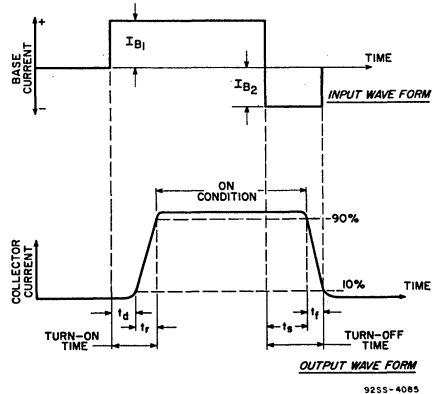 +
I_B1
BASE
CURRENT
TIME
I_B2
−
INPUT WAVE FORM
ON
CONDITION
90%
COLLECTOR
CURRENT
10%
TIME
t_d
t_r
t_s
t_f
TURN-ON
TIME
TURN-OFF
TIME
OUTPUT WAVE FORM
92SS-4085